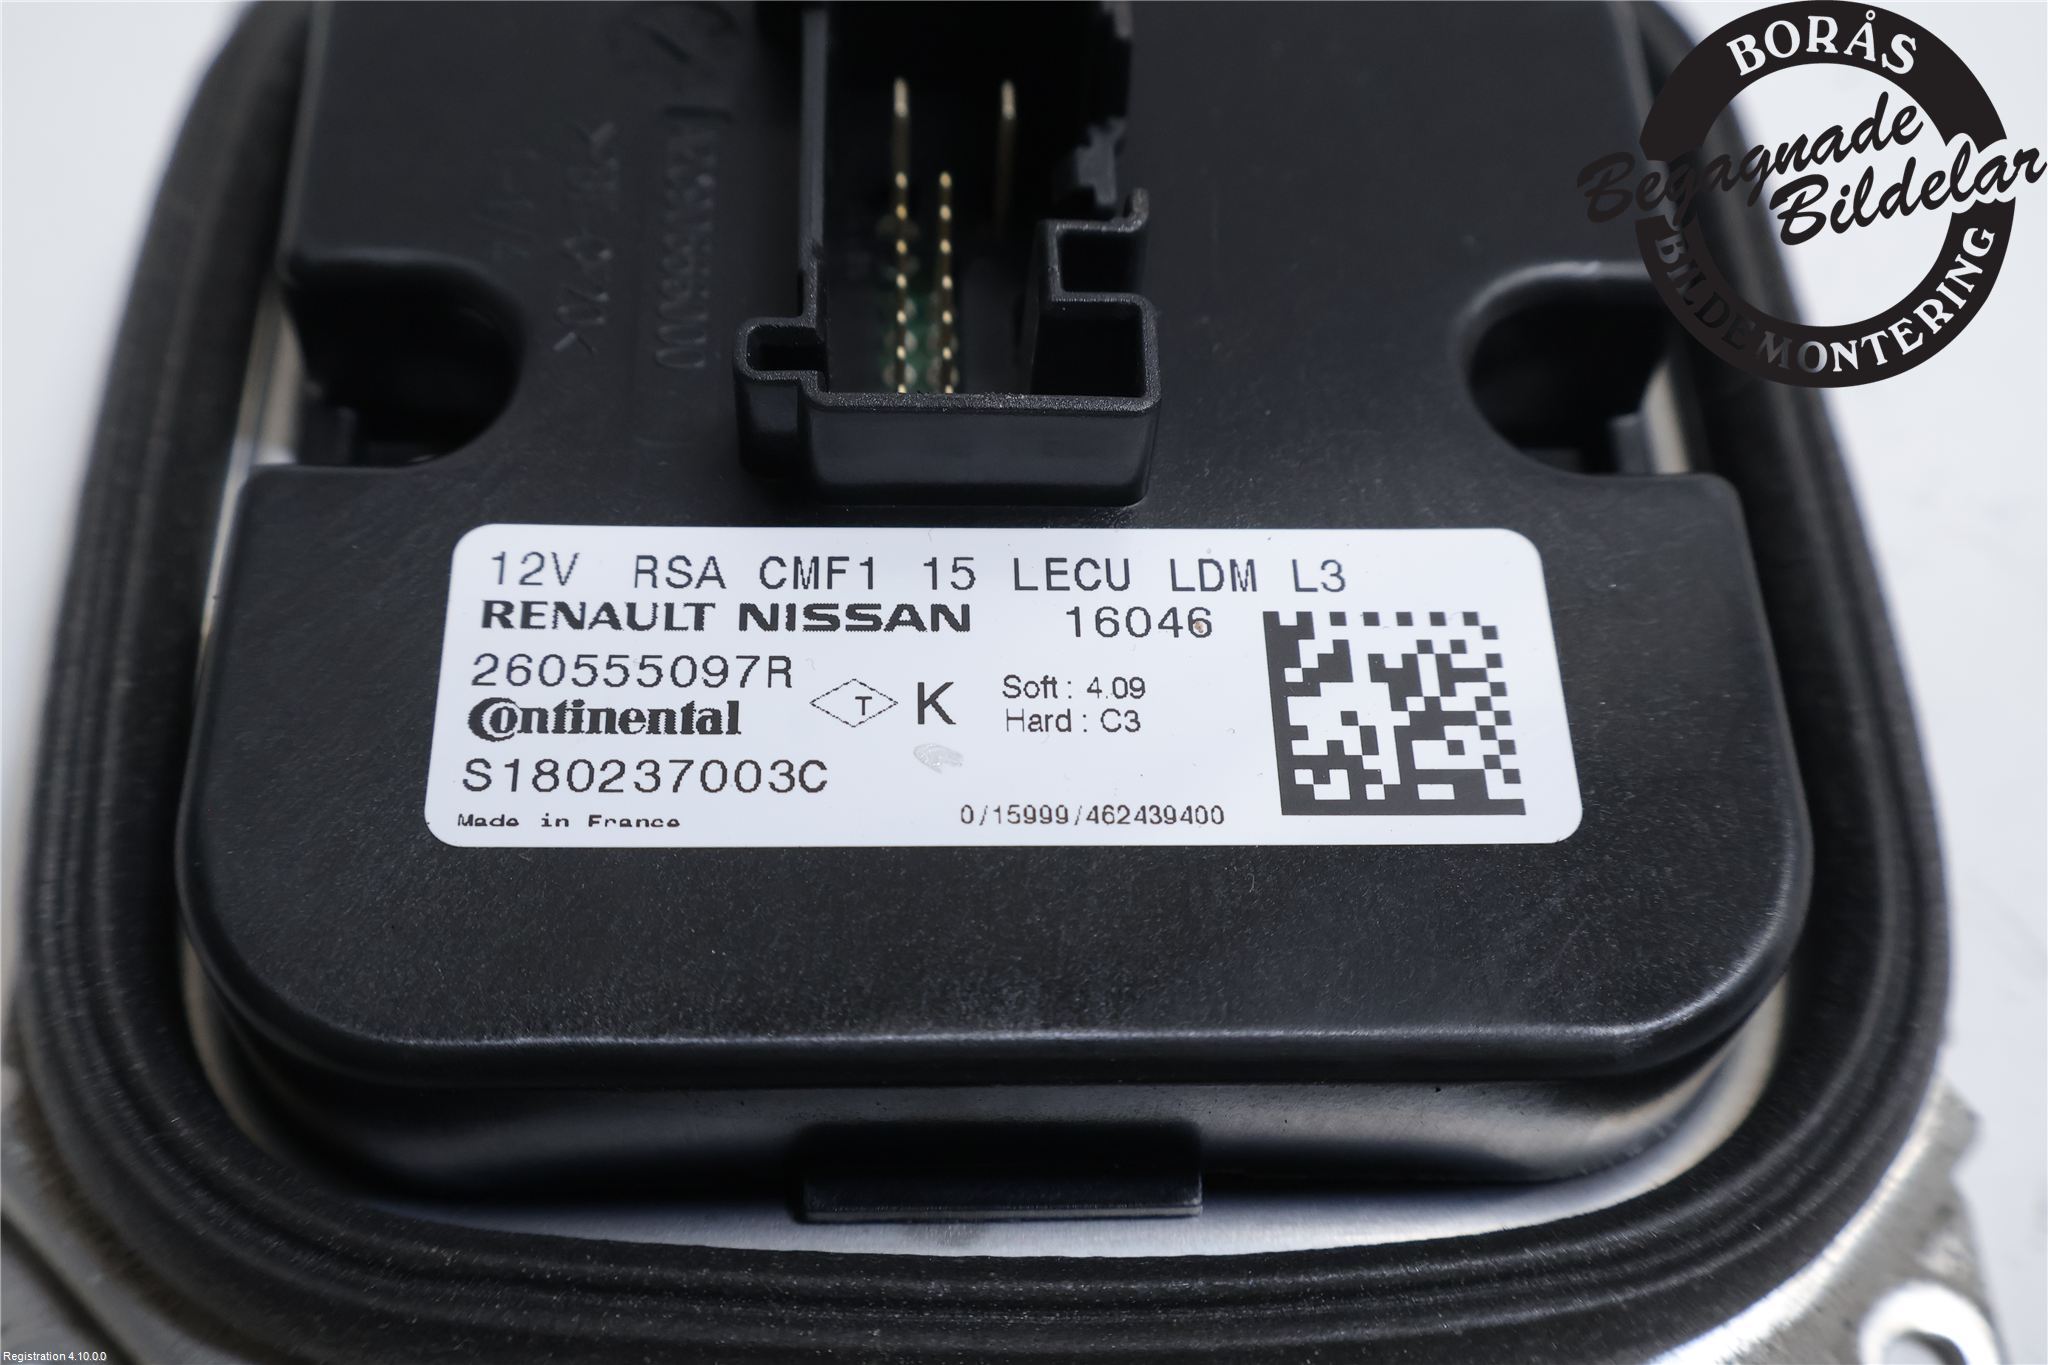 BORÅS
Begagnade
Bildelar
BILDEMONTERING
12V RSA CMF1 15 LECU LDM L3
RENAULT NISSAN 16046
260555097R
Continental
T K
Soft : 4.09
Hard : C3
S180237003C
Made in France 0/15999/462439400
Registration 4.10.0.0